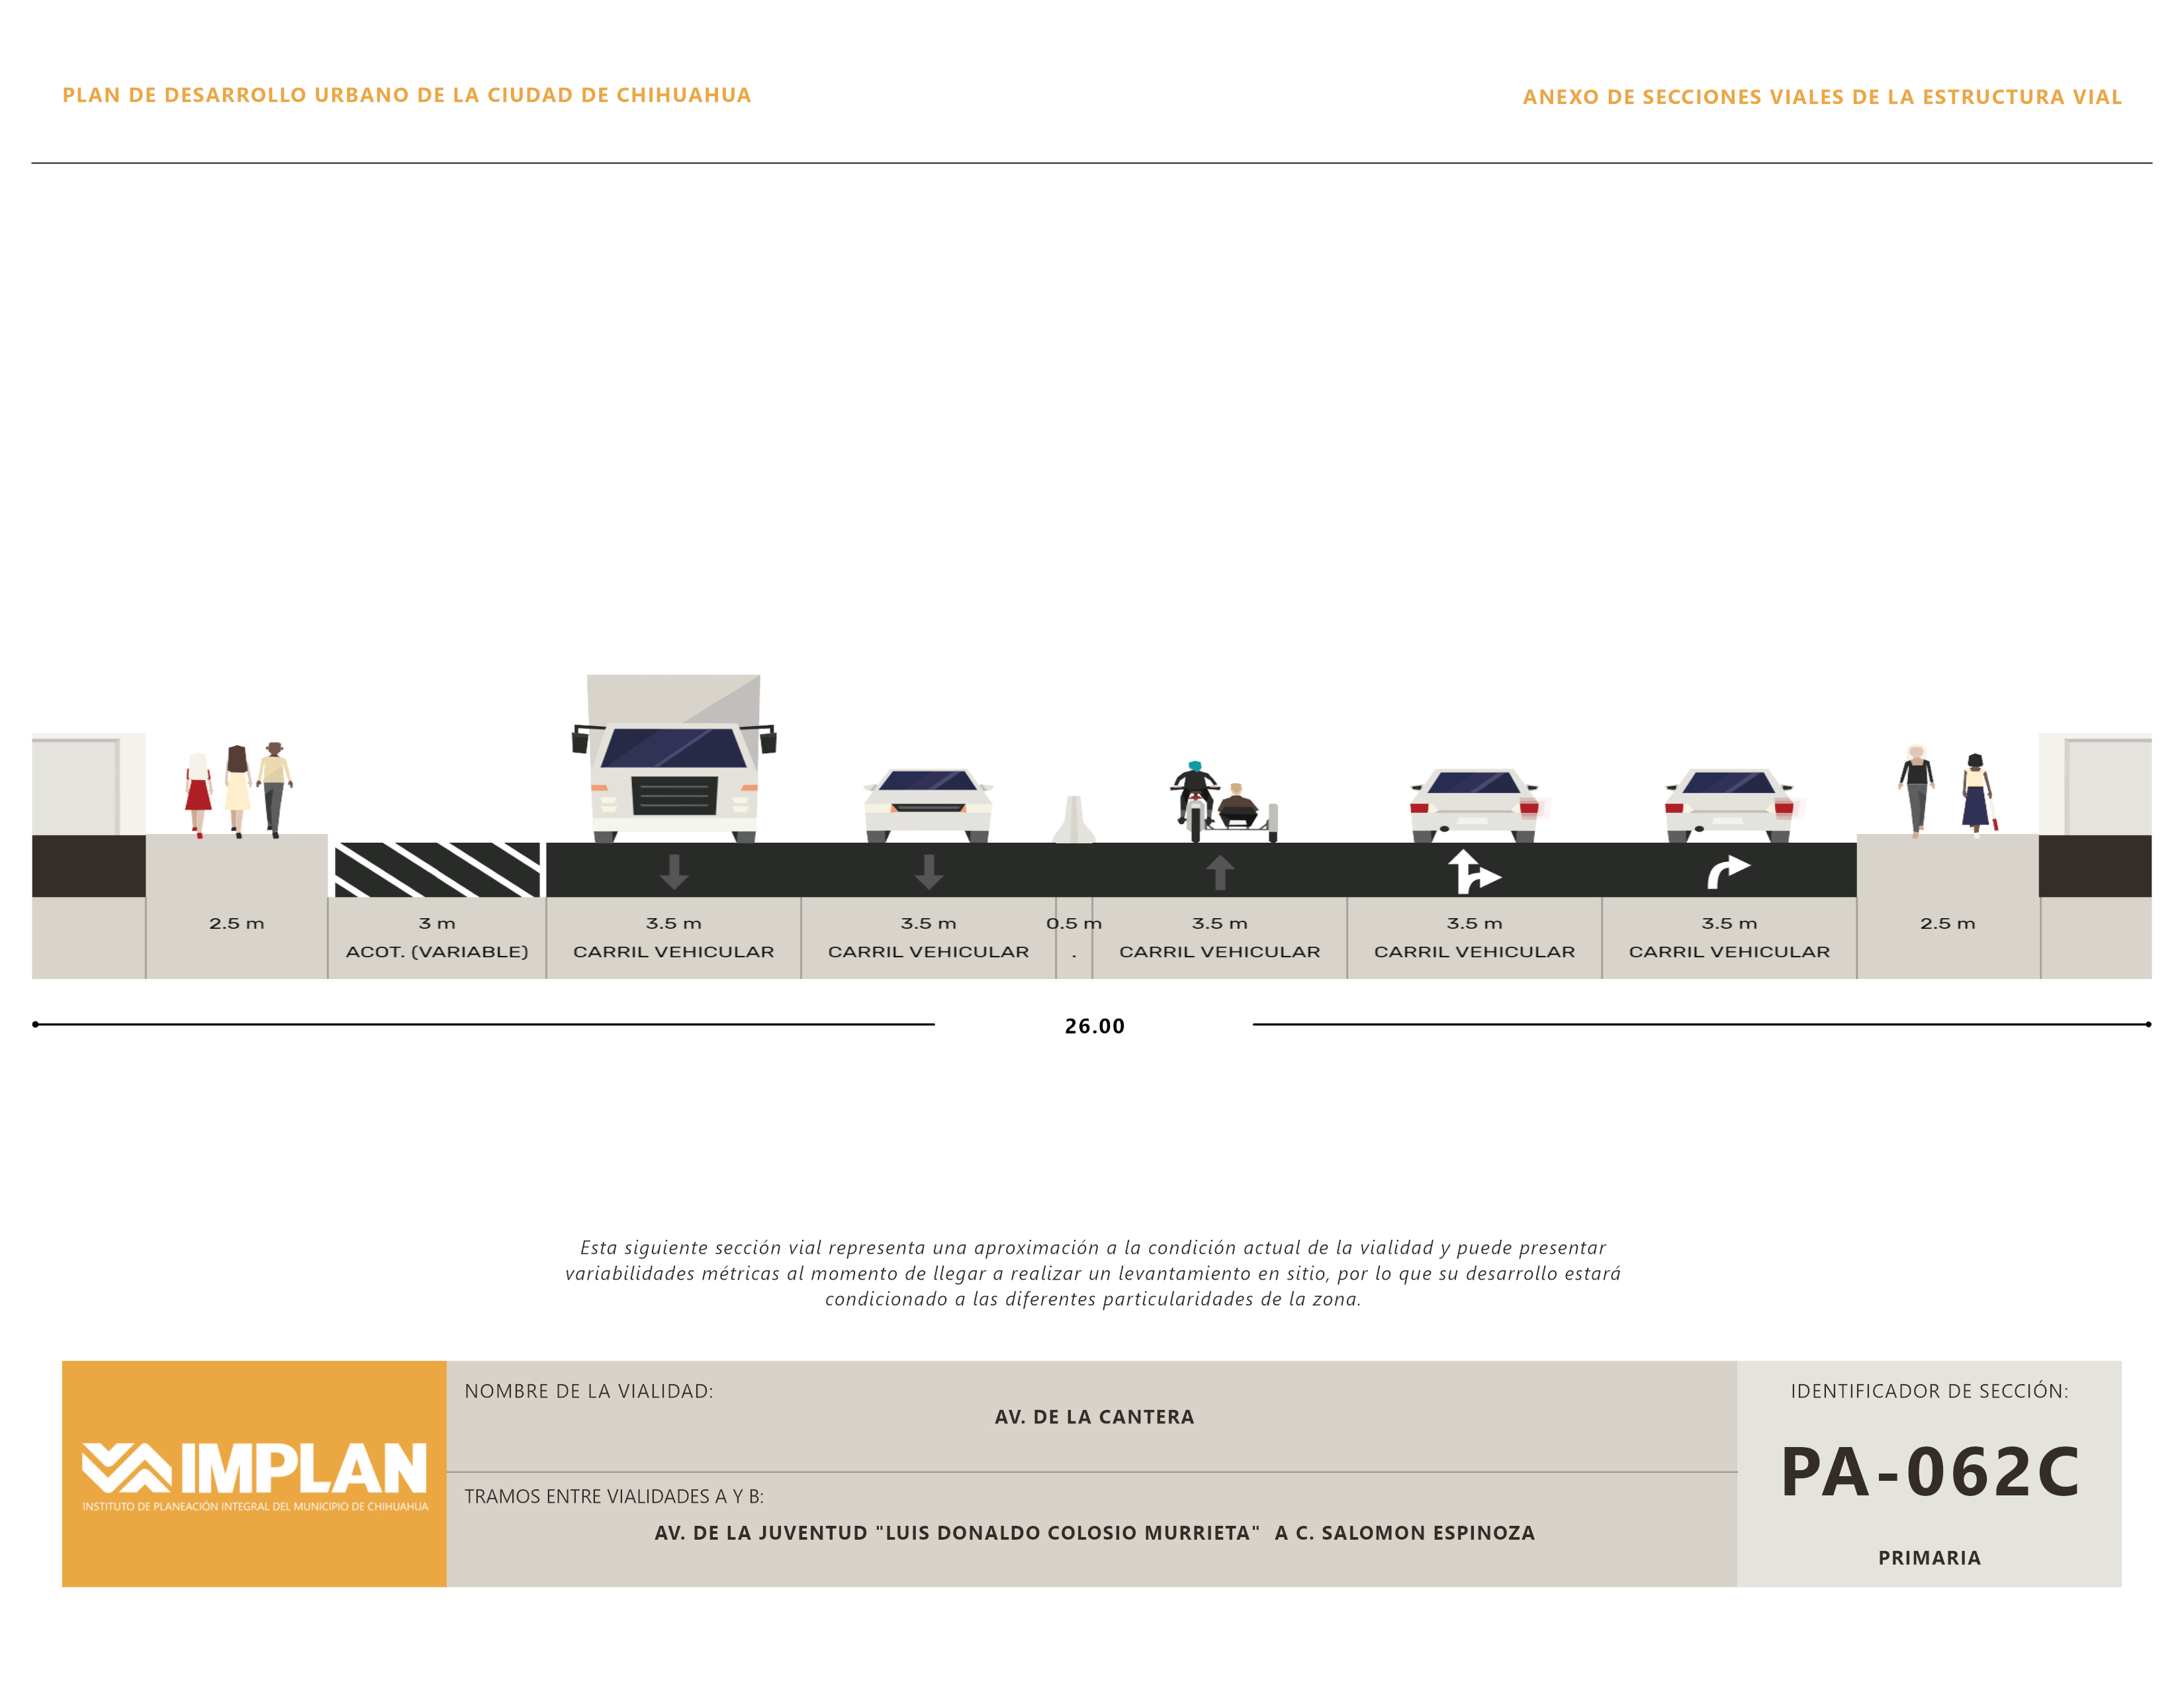 PLAN DE DESARROLLO URBANO DE LA CIUDAD DE CHIHUAHUA
ANEXO DE SECCIONES VIALES DE LA ESTRUCTURA VIAL
2.5 m
3 m
ACOT. (VARIABLE)
3.5 m
CARRIL VEHICULAR
3.5 m
CARRIL VEHICULAR
0.5 m
.
3.5 m
CARRIL VEHICULAR
3.5 m
CARRIL VEHICULAR
3.5 m
CARRIL VEHICULAR
2.5 m
26.00
Esta siguiente sección vial representa una aproximación a la condición actual de la vialidad y puede presentar
variabilidades métricas al momento de llegar a realizar un levantamiento en sitio, por lo que su desarrollo estará
condicionado a las diferentes particularidades de la zona.
IMPLAN
INSTITUTO DE PLANEACIÓN INTEGRAL DEL MUNICIPIO DE CHIHUAHUA
NOMBRE DE LA VIALIDAD:
AV. DE LA CANTERA
TRAMOS ENTRE VIALIDADES A Y B:
AV. DE LA JUVENTUD "LUIS DONALDO COLOSIO MURRIETA" A C. SALOMON ESPINOZA
IDENTIFICADOR DE SECCIÓN:
PA-062C
PRIMARIA